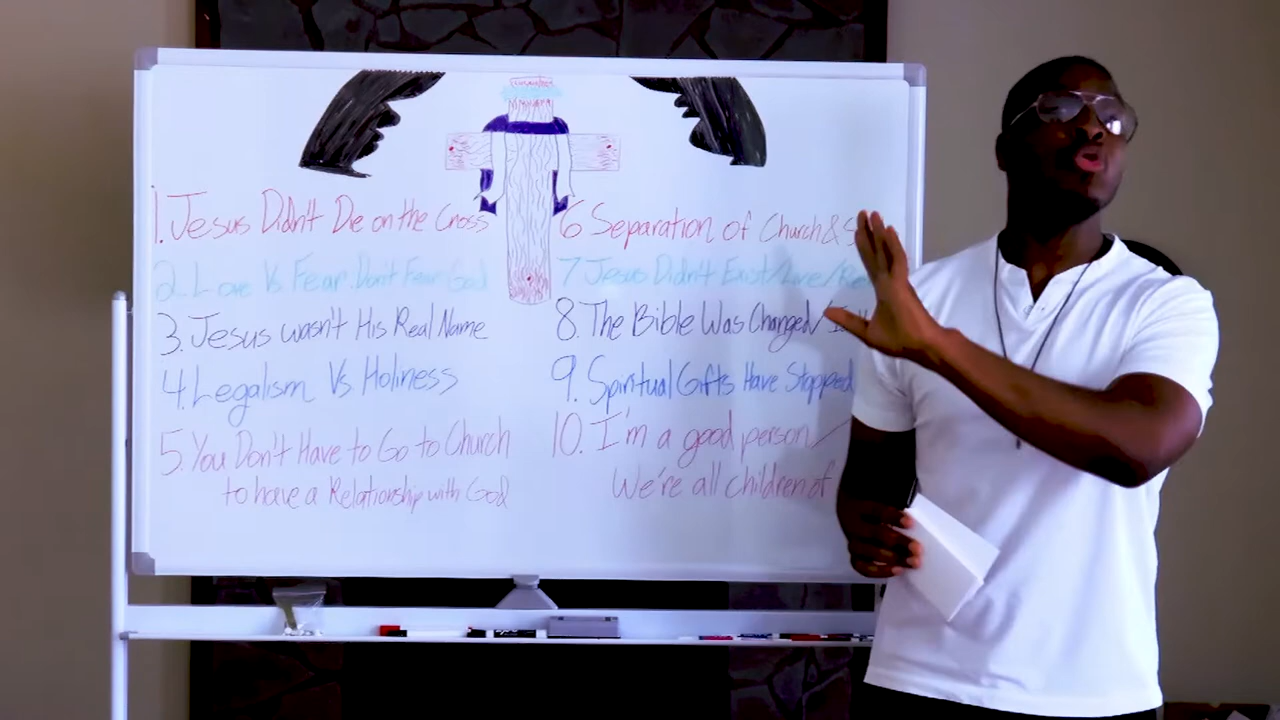 1. Jesus Didn't Die on the Cross
2. Love Vs Fear. Don't Fear God
3. Jesus wasn't His Real Name
4. Legalism Vs Holiness
5. You Don't Have to Go to Church
to have a Relationship with God
6 Separation of Church &
7 Jesus Didn't Exist/Live/
8. The Bible Was Changed/
9. Spiritual Gifts Have Stopped
10. I'm a good person/
We're all children of